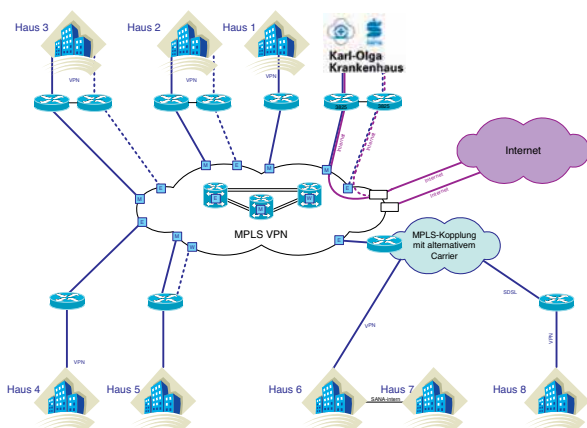 Haus 3
Haus 2
Haus 1
Karl-Olga
Krankenhaus
VPN
VPN
VPN
Internet
Internet
Internet
Internet
Internet
M
E
M
E
M
M
E
E
M
W
MPLS VPN
E
M
W
E
MPLS-Kopplung
mit alternativem
Carrier
SDSL
VPN
VPN
VPN
Haus 4
Haus 5
Haus 6
Haus 7
Haus 8
SANA-intern